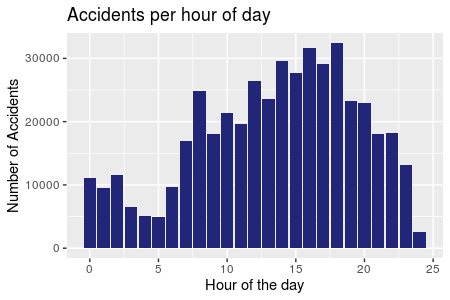 Accidents per hour of day
Number of Accidents
30000
20000
10000
0
0 5 10 15 20 25
Hour of the day